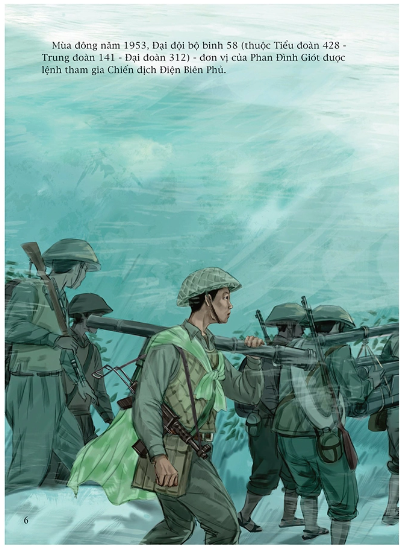 Mùa đông năm 1953, Đại đội bộ binh 58 (thuộc Tiểu đoàn 428 -
Trung đoàn 141 - Đại đoàn 312) - đơn vị của Phan Đình Giót được
lệnh tham gia Chiến dịch Điện Biên Phủ.
6